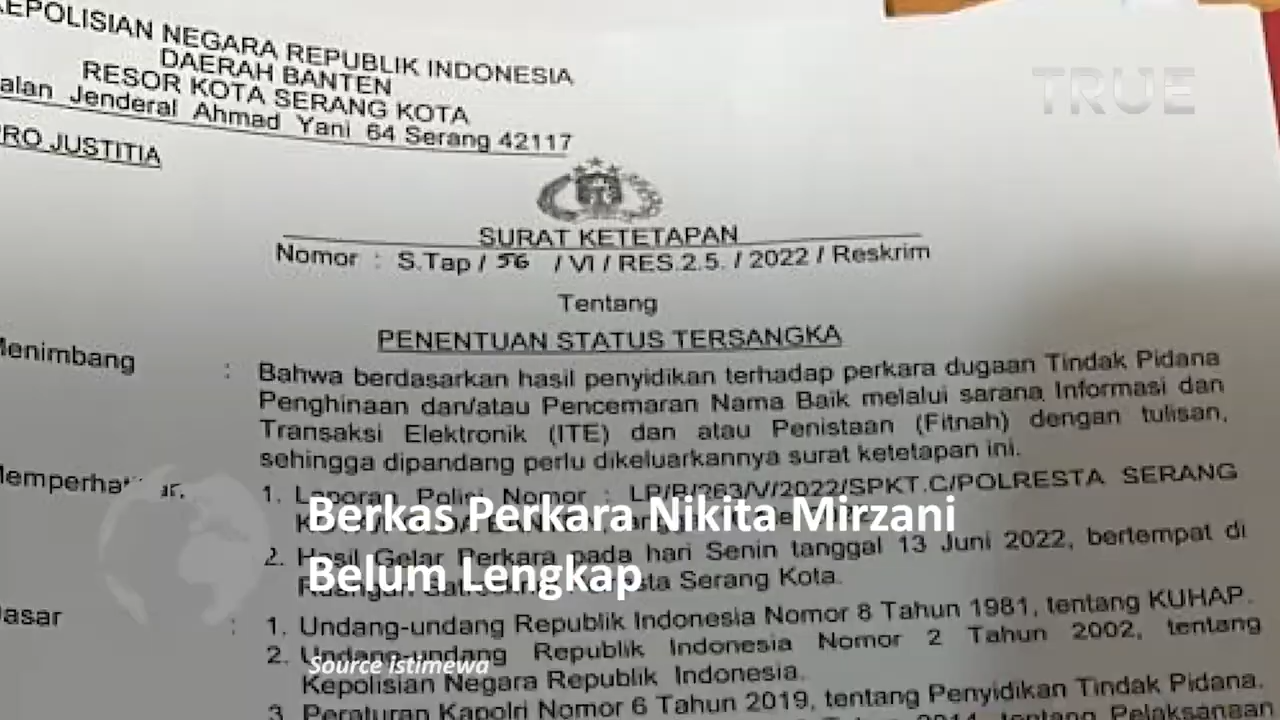 KEPOLISIAN NEGARA REPUBLIK INDONESIA
DAERAH BANTEN
RESOR KOTA SERANG KOTA
alan Jenderal Ahmad Yani 64 Serang 42117
PRO JUSTITIA
TRUE
SURAT KETETAPAN
Nomor : S.Tap / 56 / VI / RES.2.5. / 2022 / Reskrim
Tentang
PENENTUAN STATUS TERSANGKA
Menimbang : Bahwa berdasarkan hasil penyidikan terhadap perkara dugaan Tindak Pidana
Penghinaan dan/atau Pencemaran Nama Baik melalui sarana Informasi dan
Transaksi Elektronik (ITE) dan atau Penistaan (Fitnah) dengan tulisan,
sehingga dipandang perlu dikeluarkannya surat ketetapan ini.
1. Laporan Polisi Nomor : LP/B/263/V/2022/SPKT.C/POLRESTA SERANG
Berkas Perkara Nikita Mirzani
2. Hasil Gelar Perkara pada hari Senin tanggal 13 Juni 2022, bertempat di
Belum Lengkap
Serang Kota.
asar : 1. Undang-undang Republik Indonesia Nomor 8 Tahun 1981, tentang KUHAP.
2. Undang-undang Republik Indonesia Nomor 2 Tahun 2002, tentang
Source istimewa
Kepolisian Negara Republik Indonesia.
3 Peraturan Kapolri Nomor 6 Tahun 2019, tentang Penyidikan Tindak Pidana.
tentang Pelaksanaan